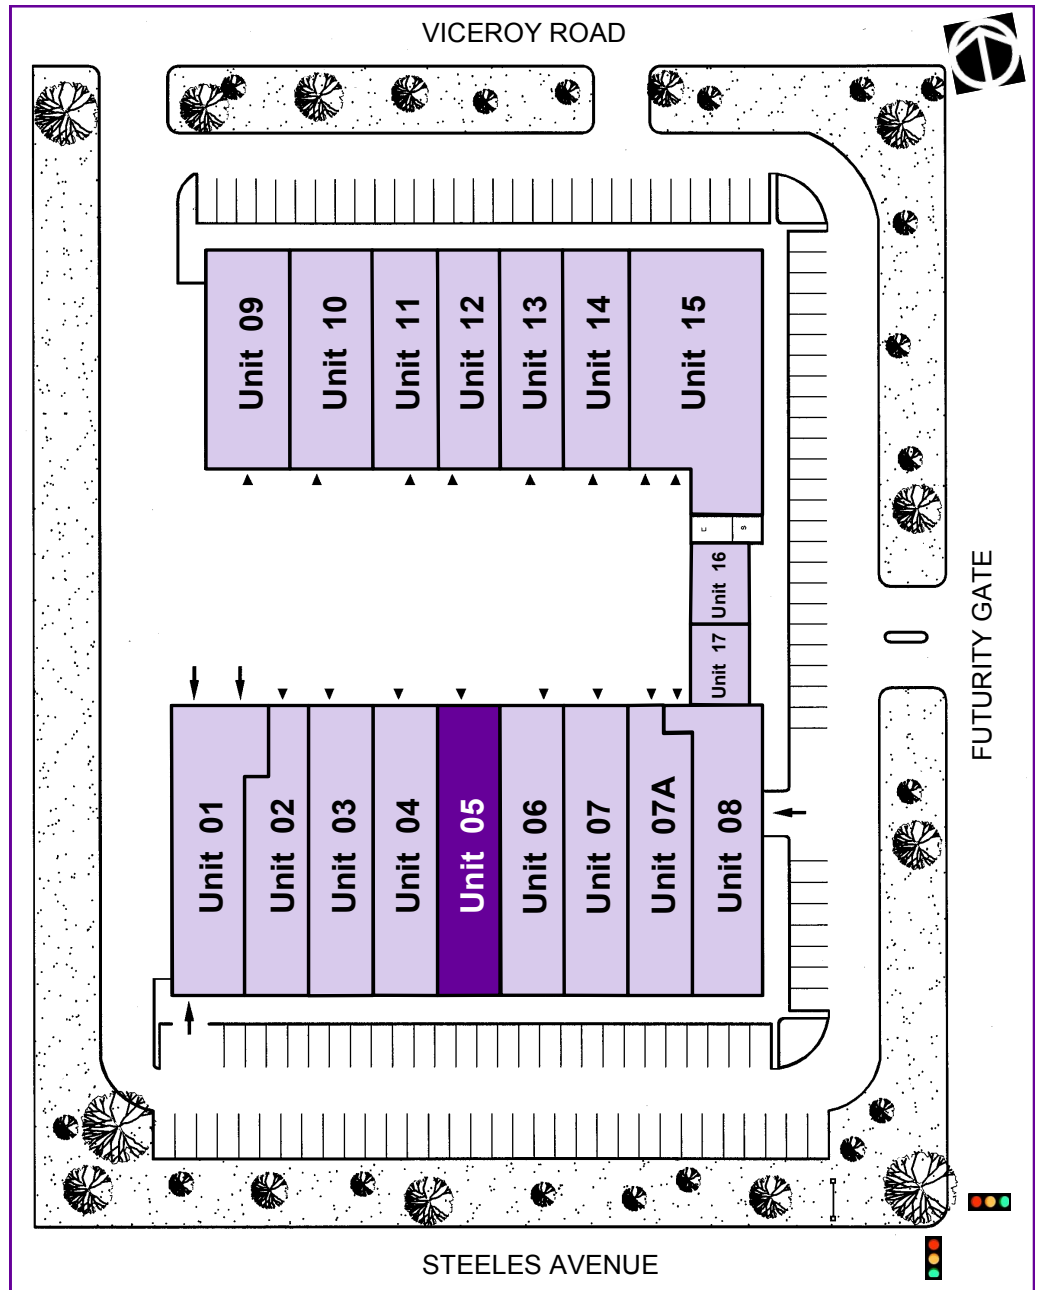 VICEROY ROAD
Unit 09
Unit 10
Unit 11
Unit 12
Unit 13
Unit 14
Unit 15
S
Unit 16
Unit 17
FUTURITY GATE
Unit 01
Unit 02
Unit 03
Unit 04
Unit 05
Unit 06
Unit 07
Unit 07A
Unit 08
STEELES AVENUE